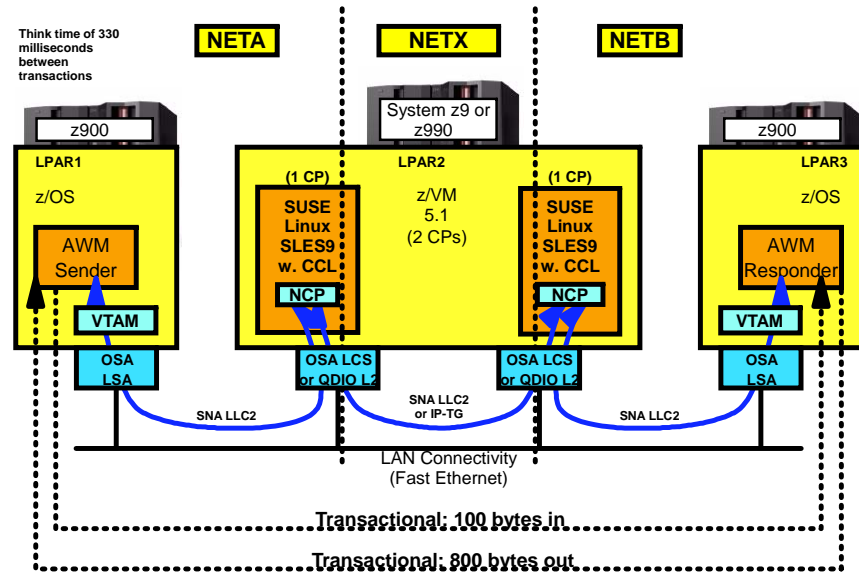 Think time of 330
milliseconds
between
transactions
NETA
NETX
NETB
z900
System z9 or
z990
z900
LPAR1
z/OS
AWM
Sender
VTAM
OSA
LSA
LPAR2
(1 CP)
SUSE
Linux
SLES9
w. CCL
NCP
z/VM
5.1
(2 CPs)
(1 CP)
SUSE
Linux
SLES9
w. CCL
NCP
OSA LCS
or QDIO L2
OSA LCS
or QDIO L2
LPAR3
z/OS
AWM
Responder
VTAM
OSA
LSA
SNA LLC2
SNA LLC2
or IP-TG
SNA LLC2
LAN Connectivity
(Fast Ethernet)
Transactional: 100 bytes in
Transactional: 800 bytes out